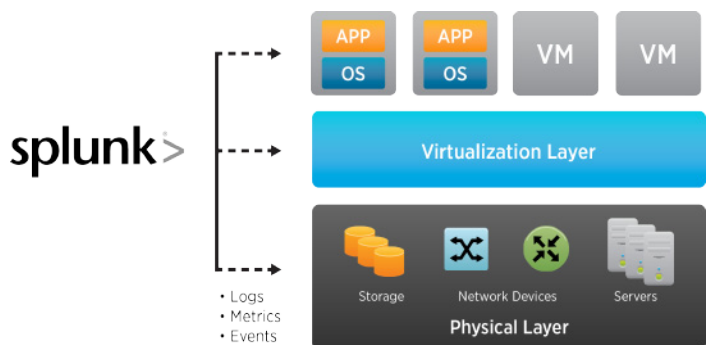 splunk>
APP
OS
APP
OS
VM
VM
Virtualization Layer
Storage
Network Devices
Servers
Physical Layer
• Logs
• Metrics
• Events